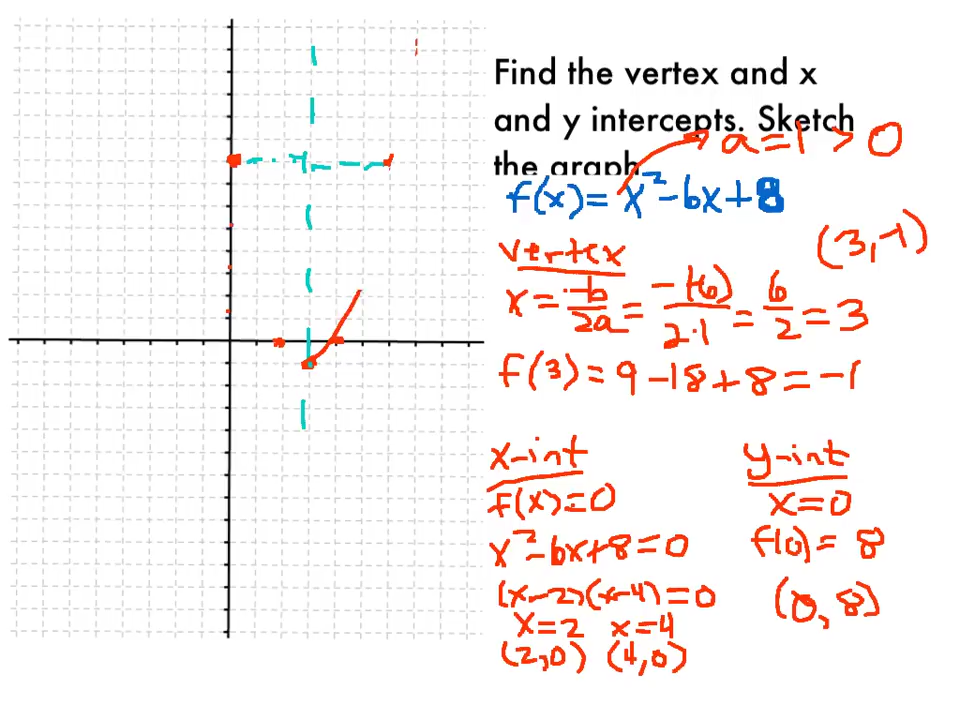 Find the vertex and x
and y intercepts. Sketch
the graph
a = 1 > 0
f(x) = x² - 6x + 8
(3, -1)
vertex
x = -b/2a = -(-6)/2·1 = 6/2 = 3
f(3) = 9 - 18 + 8 = -1
x-int
f(x) = 0
x² - 6x + 8 = 0
(x-2)(x-4) = 0
x = 2 x = 4
(2,0) (4,0)
y-int
x = 0
f(0) = 8
(0, 8)